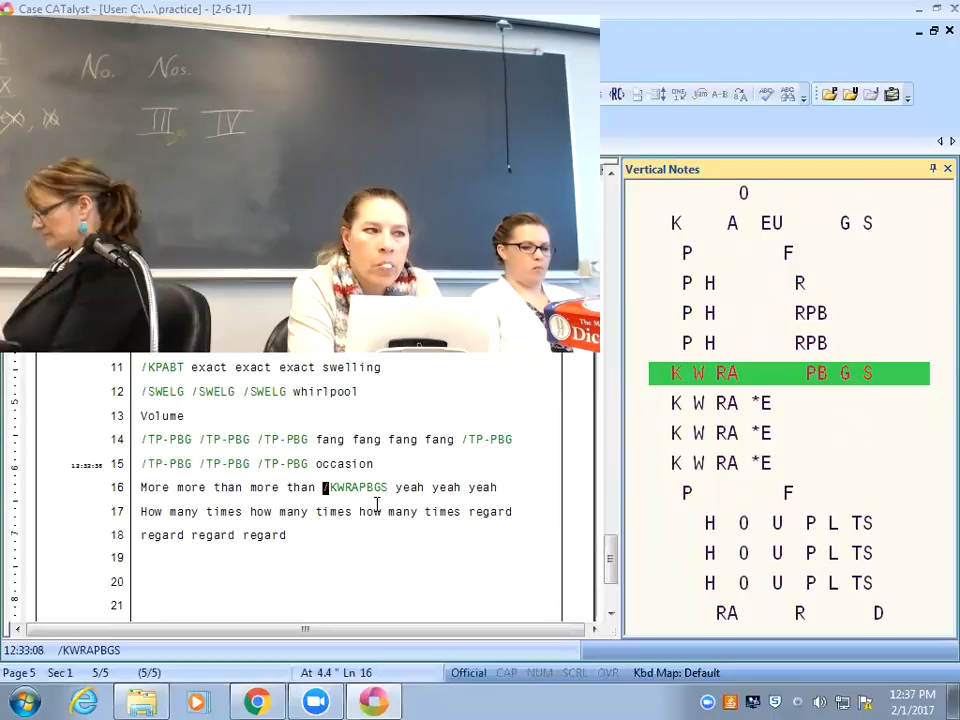 Case CATalyst - [User: C:\...\practice] - [2-6-17]
No. Nos.
III IV
Vertical Notes
O
K A EU G S
P F
P H R
P H RPB
P H RPB
K W RA PB G S
K W RA *E
K W RA *E
K W RA *E
P F
H O U P L TS
H O U P L TS
H O U P L TS
RA R D
11 /KPABT exact exact exact swelling
12 /SWELG /SWELG /SWELG whirlpool
13 Volume
14 /TP-PBG /TP-PBG /TP-PBG fang fang fang fang /TP-PBG
12:32:38 15 /TP-PBG /TP-PBG /TP-PBG occasion
16 More more than more than /KWRAPBGS yeah yeah yeah
17 How many times how many times how many times regard
18 regard regard regard
19
20
21
12:33:08 /KWRAPBGS
Page 5 Sec 1 5/5 (5/5) At 4.4" Ln 16 Official CAP NUM SCRL OVR Kbd Map: Default
12:37 PM
2/1/2017